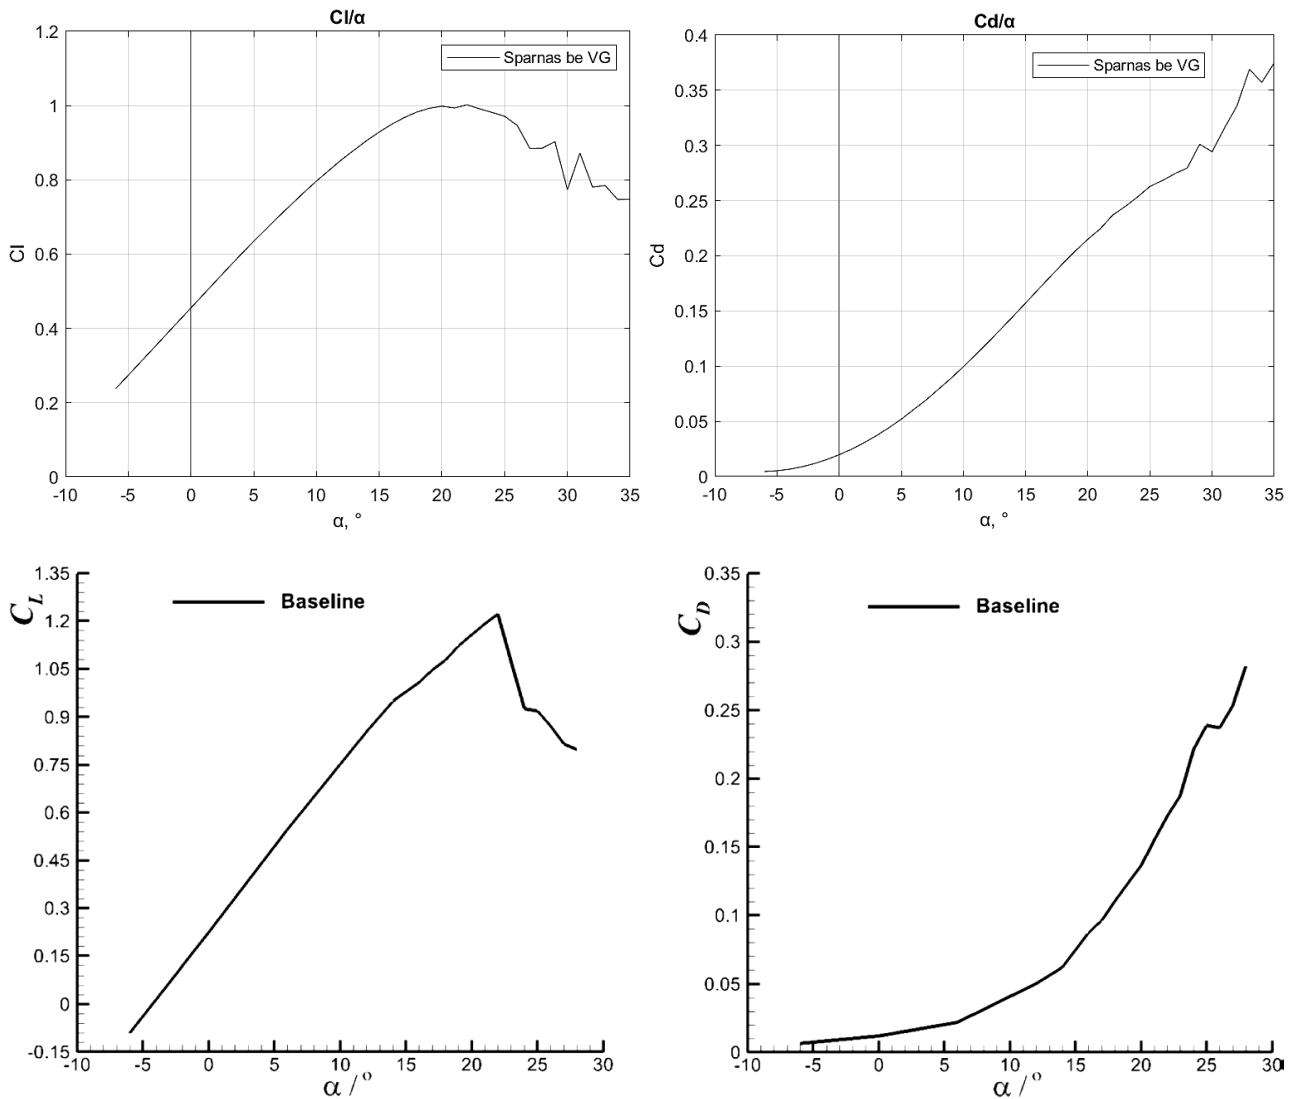 Cl/α
1.2
1
0.8
0.6
0.4
0.2
0
Cl
Sparnas be VG
-10 -5 0 5 10 15 20 25 30 35
α, °
Cd/α
0.4
0.35
0.3
0.25
0.2
0.15
0.1
0.05
0
Cd
Sparnas be VG
-10 -5 0 5 10 15 20 25 30 35
α, °
1.35
1.2
1.05
0.9
0.75
0.6
0.45
0.3
0.15
0
-0.15
C_L
Baseline
-10 -5 0 5 10 15 20 25 30
α / °
0.35
0.3
0.25
0.2
0.15
0.1
0.05
0
C_D
Baseline
-10 -5 0 5 10 15 20 25 30
α / °